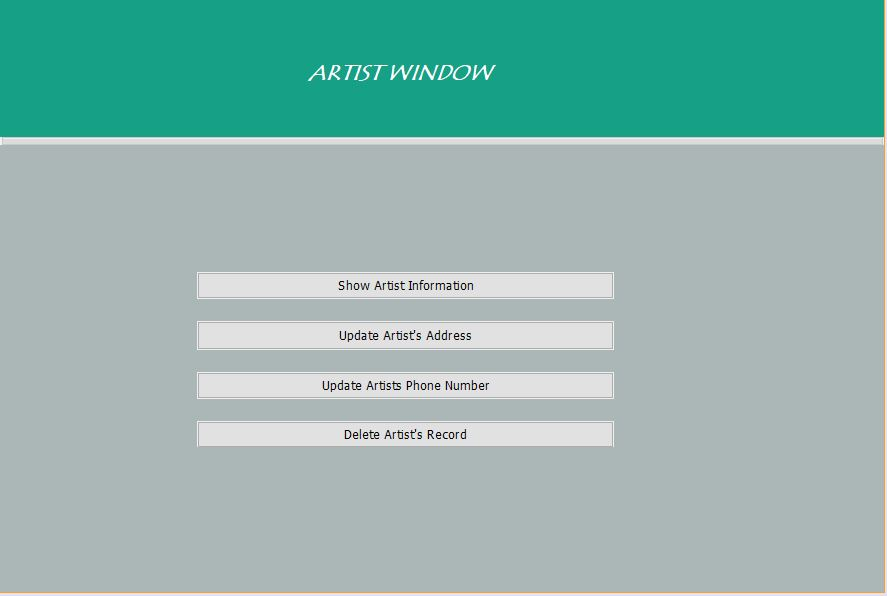 ARTIST WINDOW
Show Artist Information
Update Artist's Address
Update Artists Phone Number
Delete Artist's Record